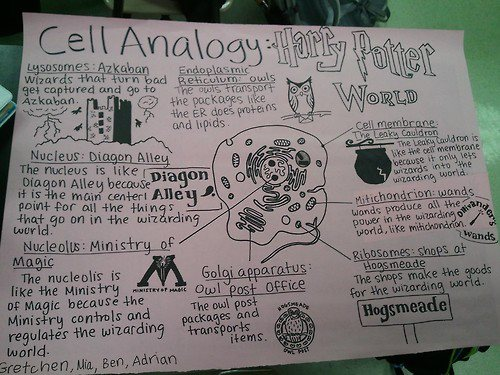 Cell Analogy: Harry Potter
World
Lysosomes: Azkaban
Wizards that turn bad
get captured and go to
Azkaban.
Endoplasmic
Reticulum: owls
The owls transport
the packages like
the ER does proteins
and lipids.
Cell membrane:
The Leaky Cauldron
The Leaky Cauldron is
like the cell membrane
because it only lets
wizards into the
wizarding world.
Nucleus: Diagon Alley
The nucleus is like
Diagon Alley because
it is the main center
point for all the things
that go on in the wizarding
world.
Diagon
Alley
Mitichondrion: wands
wands produce all the
power in the wizarding
world, like mitichondrion
Ollivander's
Wands
Nucleolus: Ministry of
Magic
The nucleolis is
like the Ministry
of Magic because the
Ministry controls and
regulates the wizarding
world.
M
MINISTRY OF MAGIC
Golgi apparatus:
Owl post office
The owl post
packages and
transports
items.
HOGSMEADE
OWL POST
Ribosomes: shops at
Hogsmeade
The shops make the goods
for the wizarding world.
Hogsmeade
Gretchen, Mia, Ben, Adrian